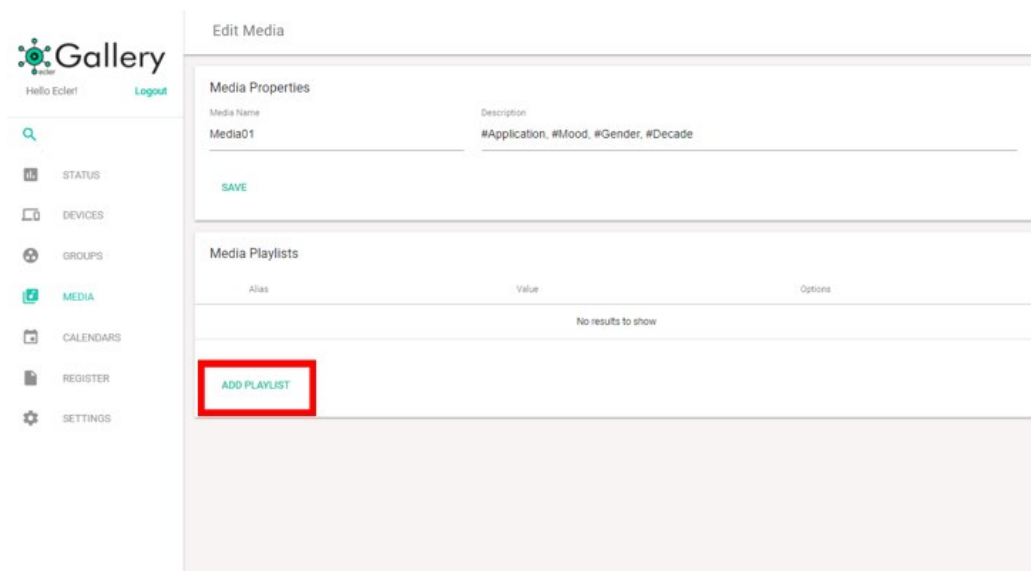 Gallery
ecler
Hello Ecler! Logout
STATUS
DEVICES
GROUPS
MEDIA
CALENDARS
REGISTER
SETTINGS
Edit Media
Media Properties
Media Name Description
Media01 #Application, #Mood, #Gender, #Decade
SAVE
Media Playlists
Alias Value Options
No results to show
ADD PLAYLIST